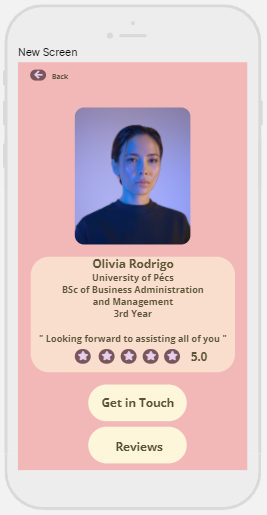 New Screen
Back
Olivia Rodrigo
University of Pécs
BSc of Business Administration
and Management
3rd Year
" Looking forward to assisting all of you "
5.0
Get in Touch
Reviews